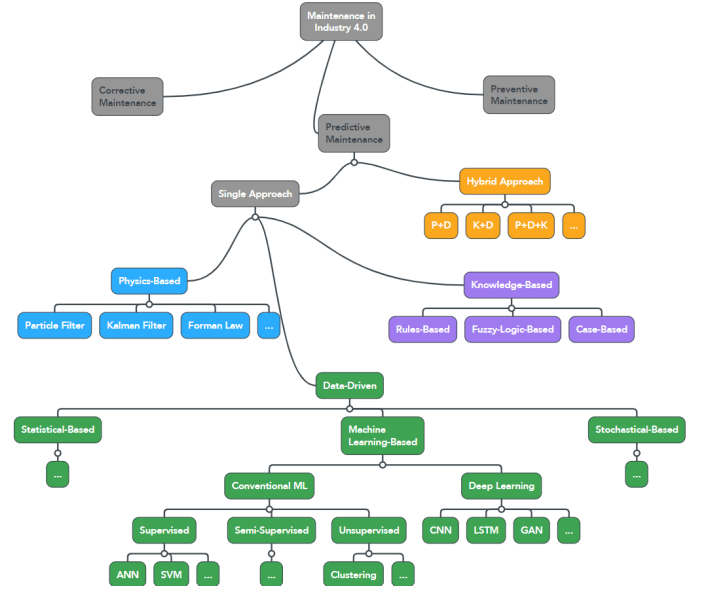 Maintenance in
Industry 4.0
Corrective
Maintenance
Preventive
Maintenance
Predictive
Maintenance
Single Approach
Hybrid Approach
P+D
K+D
P+D+K
...
Physics-Based
Knowledge-Based
Particle Filter
Kalman Filter
Forman Law
...
Rules-Based
Fuzzy-Logic-Based
Case-Based
Data-Driven
Statistical-Based
Machine
Learning-Based
Stochastical-Based
...
...
Conventional ML
Deep Learning
Supervised
Semi-Supervised
Unsupervised
CNN
LSTM
GAN
...
ANN
SVM
...
...
Clustering
...